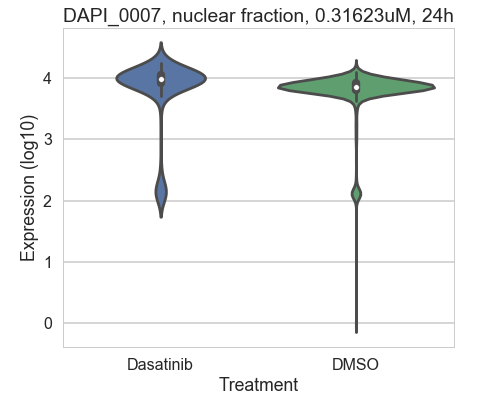 DAPI_0007, nuclear fraction, 0.31623uM, 24h
Expression (log10)
4
3
2
1
0
Dasatinib
DMSO
Treatment